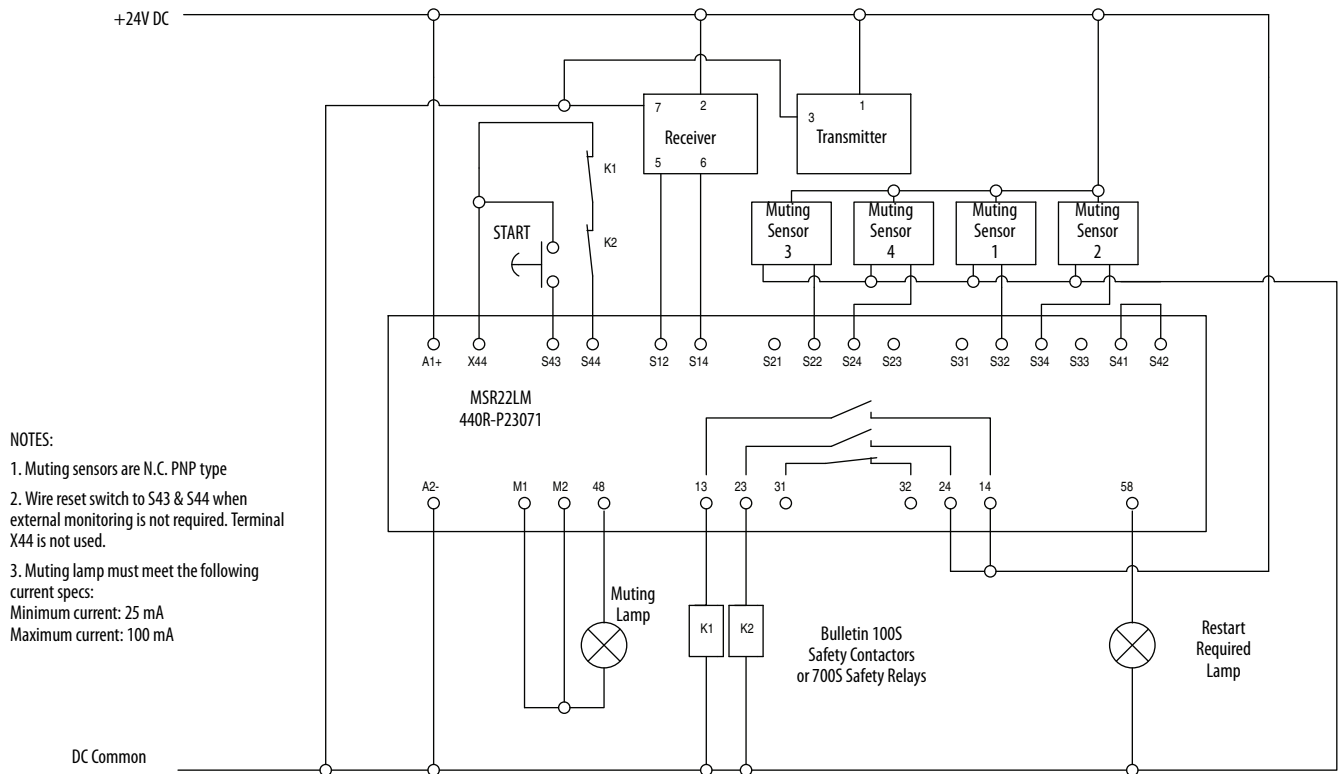 +24V DC
7
2
Receiver
5
6
1
3
Transmitter
K1
K2
START
Muting
Sensor
3
Muting
Sensor
4
Muting
Sensor
1
Muting
Sensor
2
A1+
X44
S43
S44
S12
S14
S21
S22
S24
S23
S31
S32
S34
S33
S41
S42
MSR22LM
440R-P23071
A2-
M1
M2
48
13
23
31
32
24
14
58
NOTES:
1. Muting sensors are N.C. PNP type
2. Wire reset switch to S43 & S44 when
external monitoring is not required. Terminal
X44 is not used.
3. Muting lamp must meet the following
current specs:
Minimum current: 25 mA
Maximum current: 100 mA
Muting
Lamp
K1
K2
Bulletin 100S
Safety Contactors
or 700S Safety Relays
Restart
Required
Lamp
DC Common